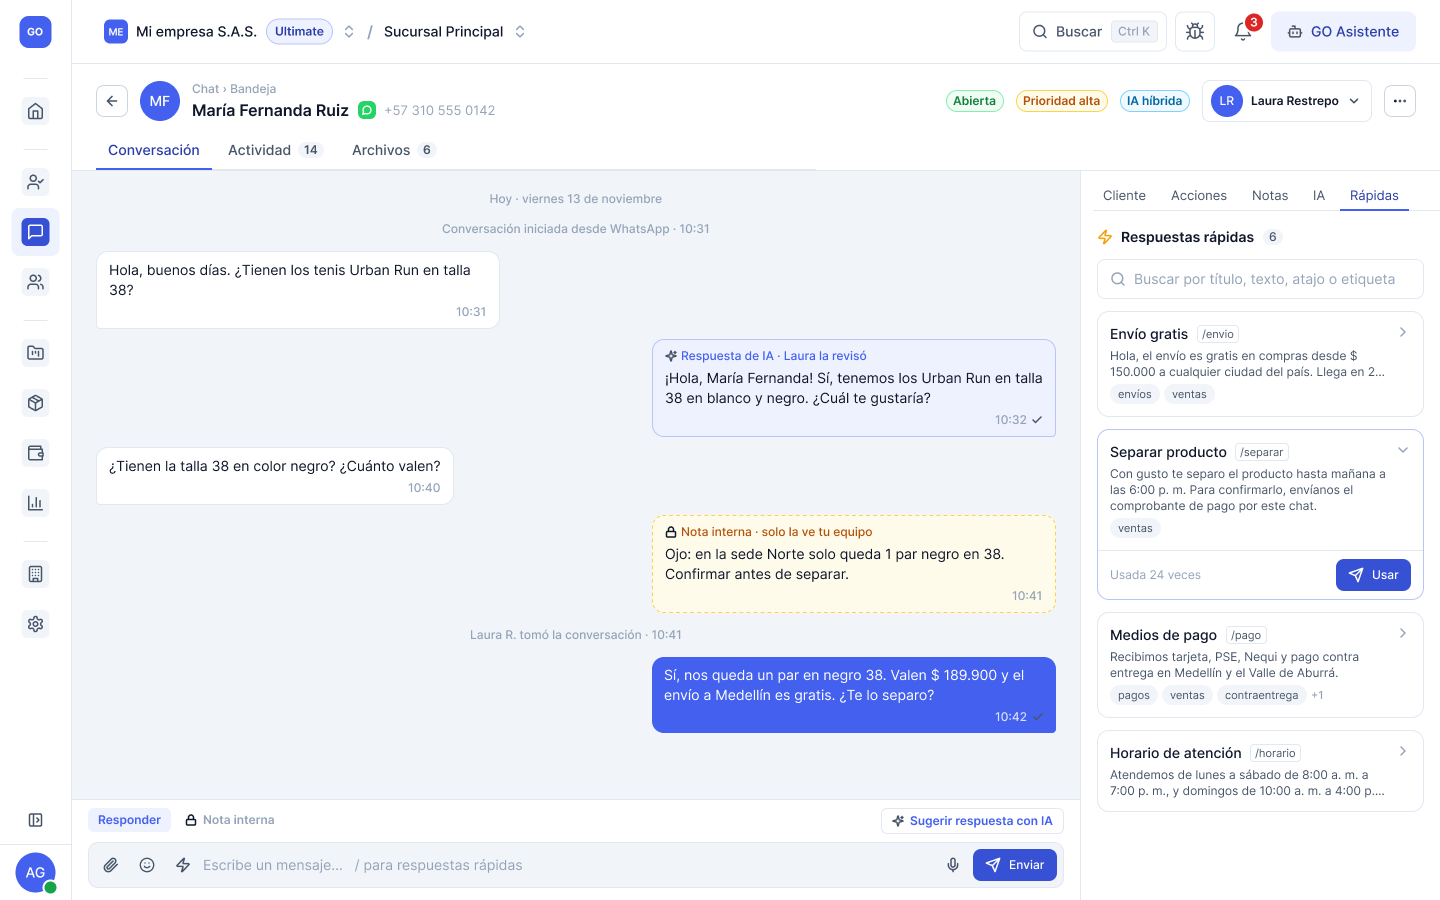 GO
ME Mi empresa S.A.S. Ultimate / Sucursal Principal
Buscar Ctrl K
3
GO Asistente
MF
Chat › Bandeja
María Fernanda Ruiz +57 310 555 0142
Abierta Prioridad alta IA híbrida LR Laura Restrepo
Conversación Actividad 14 Archivos 6
Hoy · viernes 13 de noviembre
Conversación iniciada desde WhatsApp · 10:31
Hola, buenos días. ¿Tienen los tenis Urban Run en talla
38?
10:31
Respuesta de IA · Laura la revisó
¡Hola, María Fernanda! Sí, tenemos los Urban Run en talla
38 en blanco y negro. ¿Cuál te gustaría?
10:32
¿Tienen la talla 38 en color negro? ¿Cuánto valen?
10:40
Nota interna · solo la ve tu equipo
Ojo: en la sede Norte solo queda 1 par negro en 38.
Confirmar antes de separar.
10:41
Laura R. tomó la conversación · 10:41
Sí, nos queda un par en negro 38. Valen $ 189.900 y el
envío a Medellín es gratis. ¿Te lo separo?
10:42
Responder Nota interna
Sugerir respuesta con IA
Escribe un mensaje... / para respuestas rápidas
Enviar
Cliente Acciones Notas IA Rápidas
Respuestas rápidas 6
Buscar por título, texto, atajo o etiqueta
Envío gratis /envio
Hola, el envío es gratis en compras desde $
150.000 a cualquier ciudad del país. Llega en 2...
envíos ventas
Separar producto /separar
Con gusto te separo el producto hasta mañana a
las 6:00 p. m. Para confirmarlo, envíanos el
comprobante de pago por este chat.
ventas
Usada 24 veces
Usar
Medios de pago /pago
Recibimos tarjeta, PSE, Nequi y pago contra
entrega en Medellín y el Valle de Aburrá.
pagos ventas contraentrega +1
Horario de atención /horario
Atendemos de lunes a sábado de 8:00 a. m. a
7:00 p. m., y domingos de 10:00 a. m. a 4:00 p....
AG